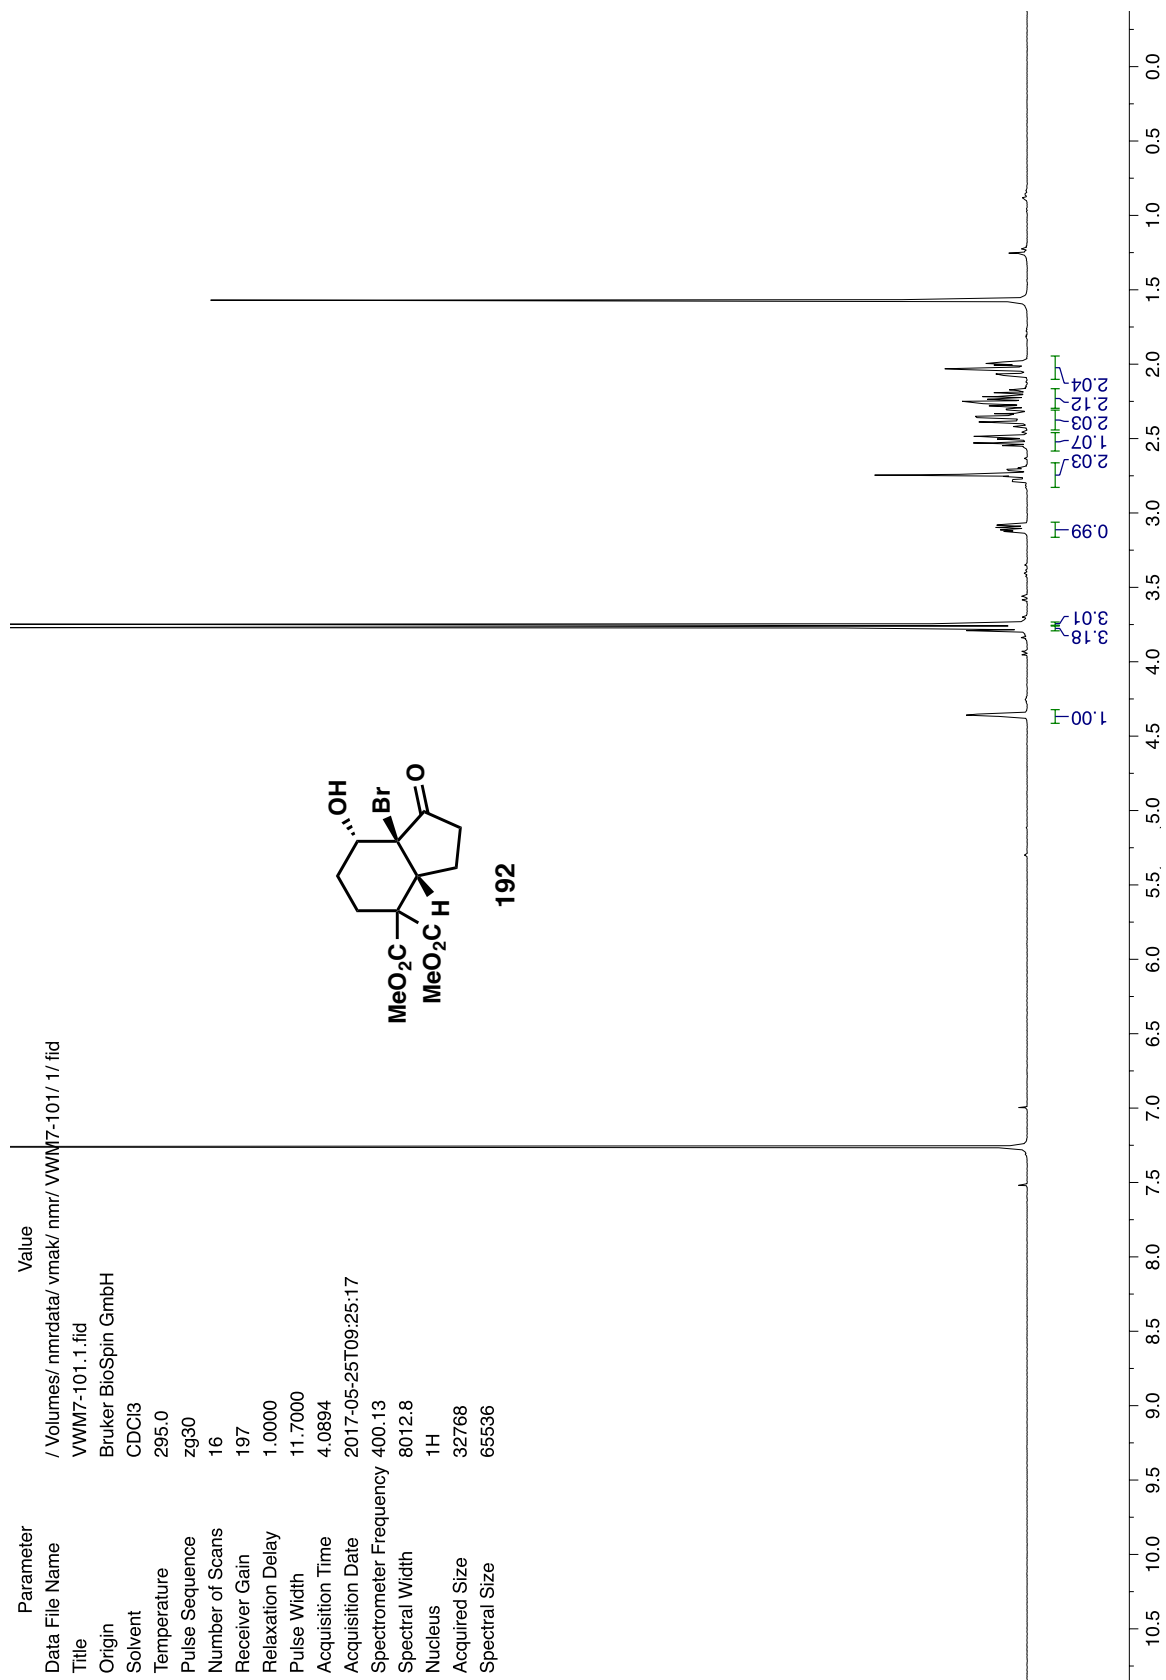 Parameter Value
Data File Name / Volumes/ nmrdata/ vmak/ nmr/ VWM7-101/ 1/ fid
Title VWM7-101.1.fid
Origin Bruker BioSpin GmbH
Solvent CDCl3
Temperature 295.0
Pulse Sequence zg30
Number of Scans 16
Receiver Gain 197
Relaxation Delay 1.0000
Pulse Width 11.7000
Acquisition Time 4.0894
Acquisition Date 2017-05-25T09:25:17
Spectrometer Frequency 400.13
Spectral Width 8012.8
Nucleus 1H
Acquired Size 32768
Spectral Size 65536
OH
Br
MeO2C
O
MeO2C H
192
1.00
3.18
3.01
0.99
2.03
1.07
2.03
2.12
2.04
10.5 10.0 9.5 9.0 8.5 8.0 7.5 7.0 6.5 6.0 5.5 5.0 4.5 4.0 3.5 3.0 2.5 2.0 1.5 1.0 0.5 0.0